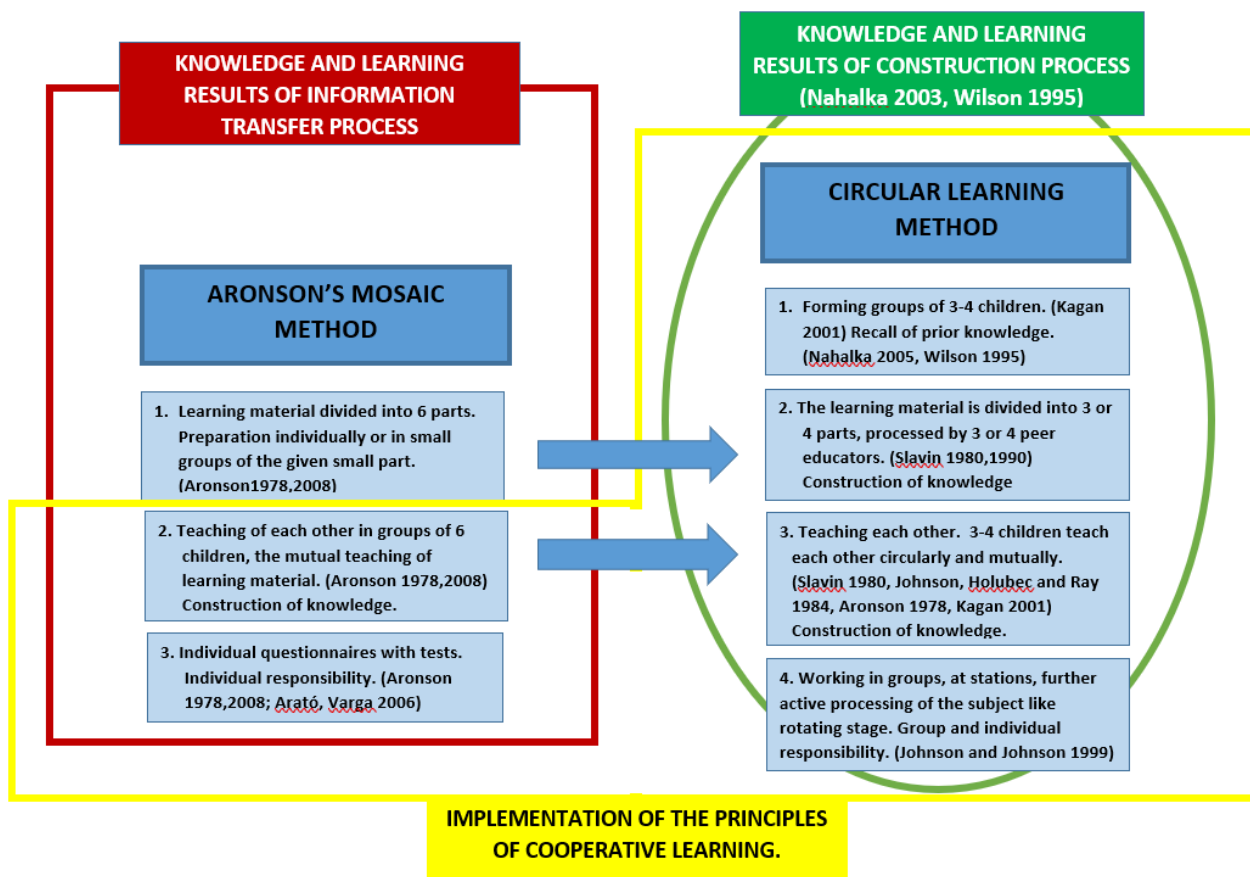 KNOWLEDGE AND LEARNING
RESULTS OF INFORMATION
TRANSFER PROCESS
ARONSON'S MOSAIC
METHOD
1. Learning material divided into 6 parts.
Preparation individually or in small
groups of the given small part.
(Aronson1978,2008)
2. Teaching of each other in groups of 6
children, the mutual teaching of
learning material. (Aronson 1978,2008)
Construction of knowledge.
3. Individual questionnaires with tests.
Individual responsibility. (Aronson
1978,2008; Arató, Varga 2006)
KNOWLEDGE AND LEARNING
RESULTS OF CONSTRUCTION PROCESS
(Nahalka 2003, Wilson 1995)
CIRCULAR LEARNING
METHOD
1. Forming groups of 3-4 children. (Kagan
2001) Recall of prior knowledge.
(Nahalka 2005, Wilson 1995)
2. The learning material is divided into 3 or
4 parts, processed by 3 or 4 peer
educators. (Slavin 1980,1990)
Construction of knowledge
3. Teaching each other. 3-4 children teach
each other circularly and mutually.
(Slavin 1980, Johnson, Holubec and Ray
1984, Aronson 1978, Kagan 2001)
Construction of knowledge.
4. Working in groups, at stations, further
active processing of the subject like
rotating stage. Group and individual
responsibility. (Johnson and Johnson 1999)
IMPLEMENTATION OF THE PRINCIPLES
OF COOPERATIVE LEARNING.